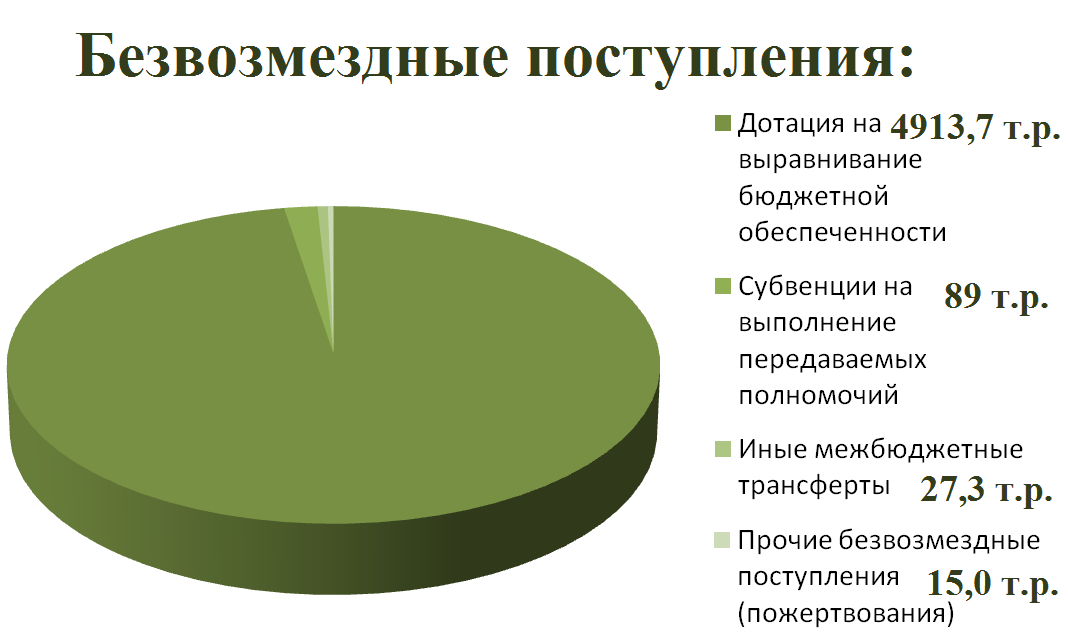 Безвозмездные поступления:
Дотация на 4913,7 т.р.
выравнивание
бюджетной
обеспеченности
Субвенции на 89 т.р.
выполнение
передаваемых
полномочий
Иные межбюджетные
трансферты 27,3 т.р.
Прочие безвозмездные
поступления 15,0 т.р.
(пожертвования)